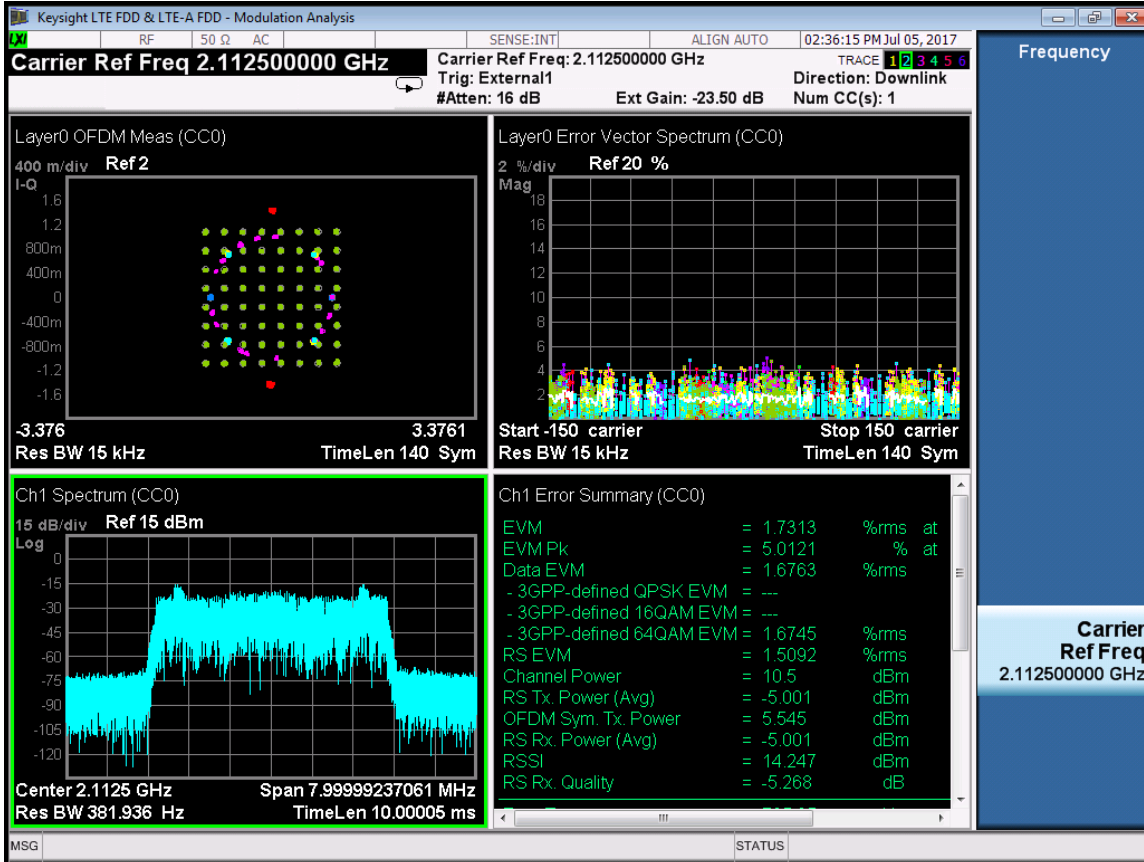 Keysight LTE FDD & LTE-A FDD - Modulation Analysis
LXI RF 50 Ω AC SENSE:INT ALIGN AUTO 02:36:15 PM Jul 05, 2017
Carrier Ref Freq 2.112500000 GHz
Carrier Ref Freq: 2.112500000 GHz TRACE 1 2 3 4 5 6
Trig: External1 Direction: Downlink
#Atten: 16 dB Ext Gain: -23.50 dB Num CC(s): 1
Frequency
Layer0 OFDM Meas (CC0)
400 m/div Ref 2
I-Q
1.6
1.2
800m
400m
0
-400m
-800m
-1.2
-1.6
-3.376 3.3761
Res BW 15 kHz TimeLen 140 Sym
Layer0 Error Vector Spectrum (CC0)
2 %/div Ref 20 %
Mag
18
16
14
12
10
8
6
4
2
Start -150 carrier Stop 150 carrier
Res BW 15 kHz TimeLen 140 Sym
Ch1 Spectrum (CC0)
15 dB/div Ref 15 dBm
Log
0
-15
-30
-45
-60
-75
-90
-105
-120
Center 2.1125 GHz Span 7.99999237061 MHz
Res BW 381.936 Hz TimeLen 10.00005 ms
Ch1 Error Summary (CC0)
EVM = 1.7313 %rms at
EVM Pk = 5.0121 % at
Data EVM = 1.6763 %rms
- 3GPP-defined QPSK EVM = ---
- 3GPP-defined 16QAM EVM = ---
- 3GPP-defined 64QAM EVM = 1.6745 %rms
RS EVM = 1.5092 %rms
Channel Power = 10.5 dBm
RS Tx. Power (Avg) = -5.001 dBm
OFDM Sym. Tx. Power = 5.545 dBm
RS Rx. Power (Avg) = -5.001 dBm
RSSI = 14.247 dBm
RS Rx. Quality = -5.268 dB
Carrier
Ref Freq
2.112500000 GHz
MSG STATUS